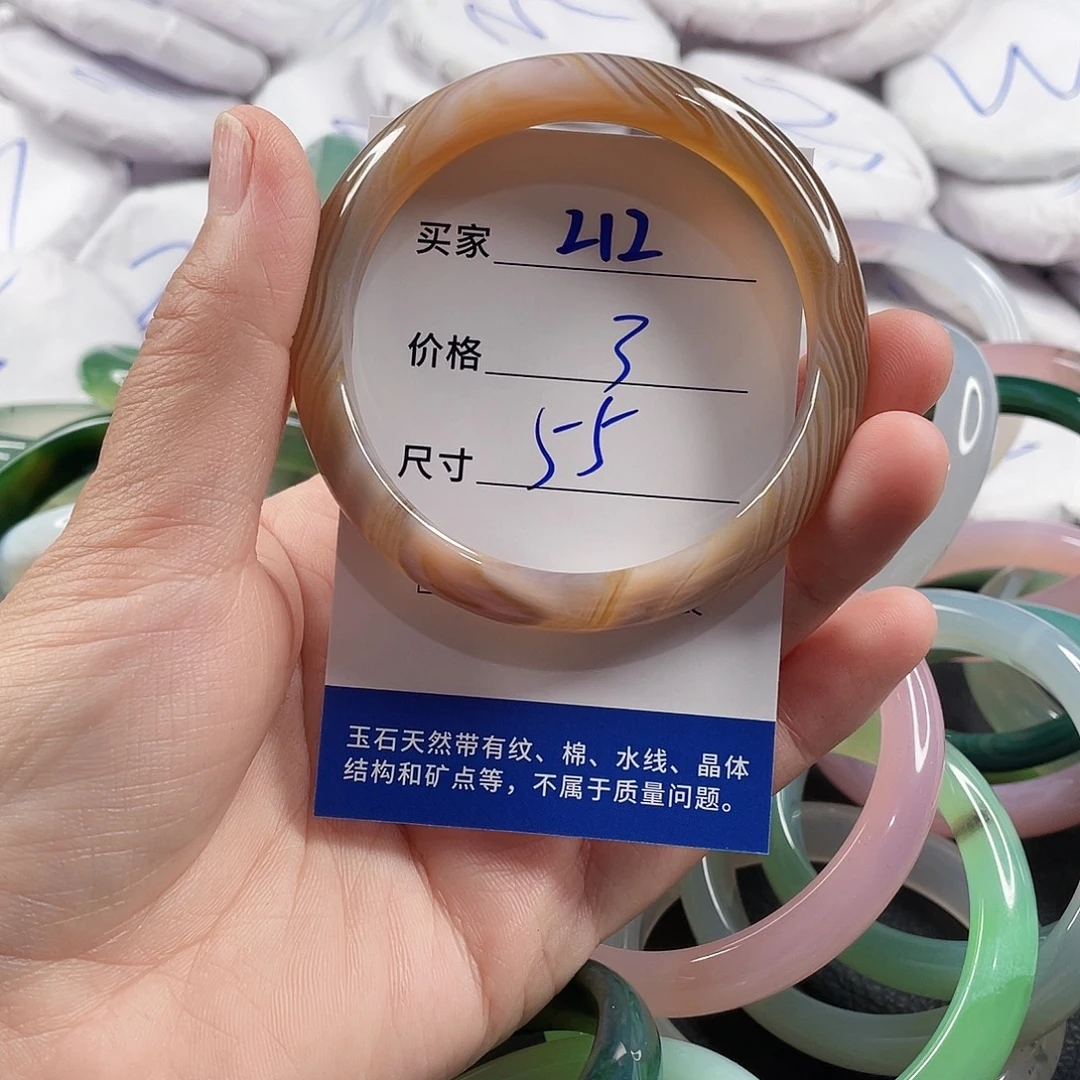 买家 212
价格 3
尺寸 55
玉石天然带有纹、棉、水线、晶体
结构和矿点等，不属于质量问题。